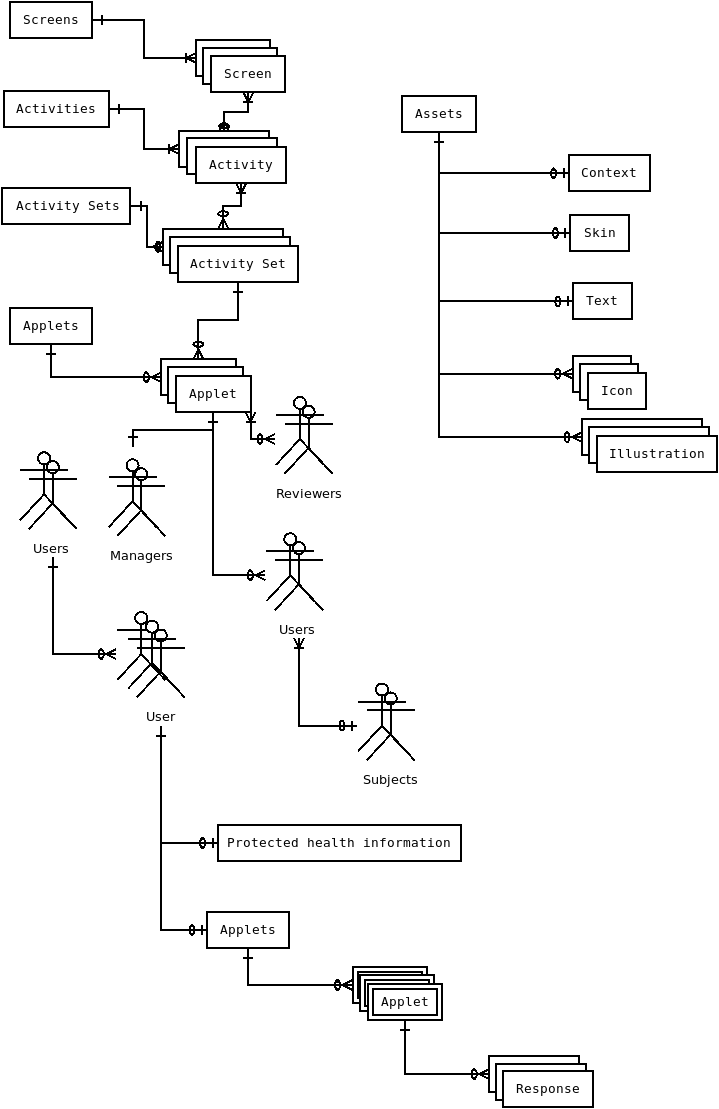 Screens
Screen
Activities
Activity
Activity Sets
Activity Set
Applets
Applet
Assets
Context
Skin
Text
Icon
Illustration
Reviewers
Users
Managers
Users
User
Subjects
Protected health information
Applets
Applet
Response